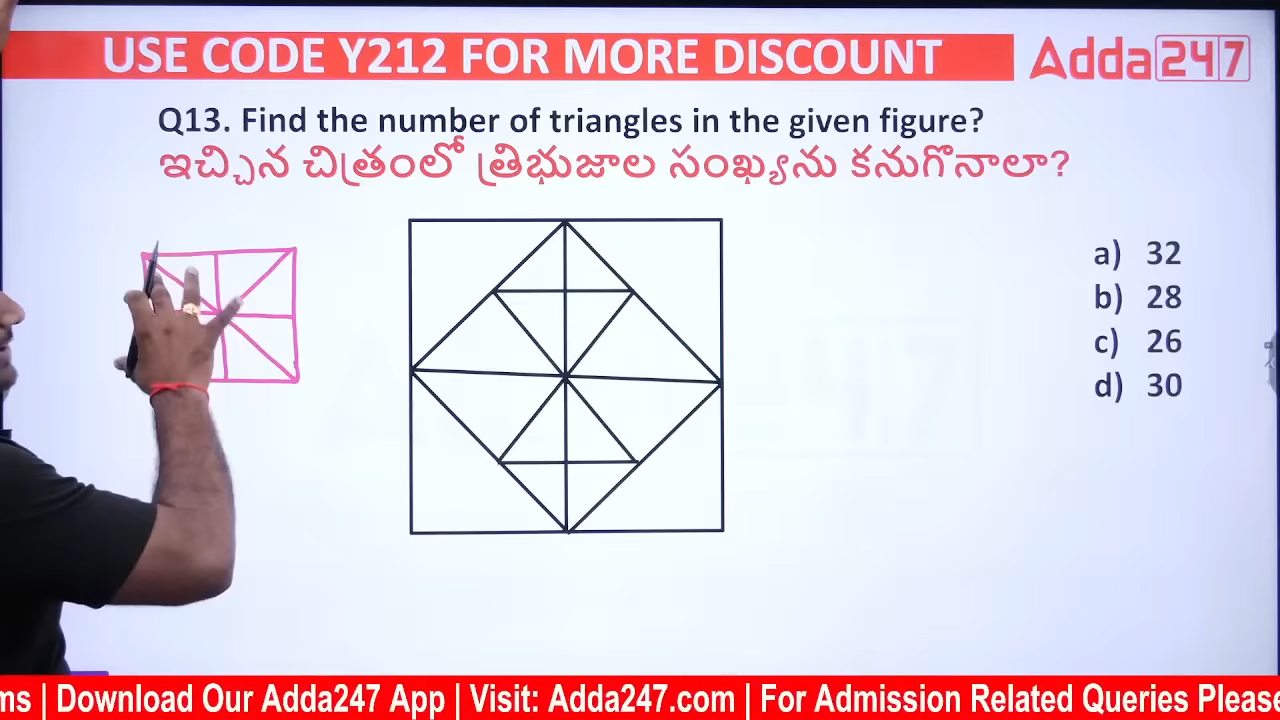 USE CODE Y212 FOR MORE DISCOUNT
Adda247
Q13. Find the number of triangles in the given figure?
ఇచ్చిన చిత్రంలో త్రిభుజాల సంఖ్యను కనుగొనాలా?
a) 32
b) 28
c) 26
d) 30
ms | Download Our Adda247 App | Visit: Adda247.com | For Admission Related Queries Please